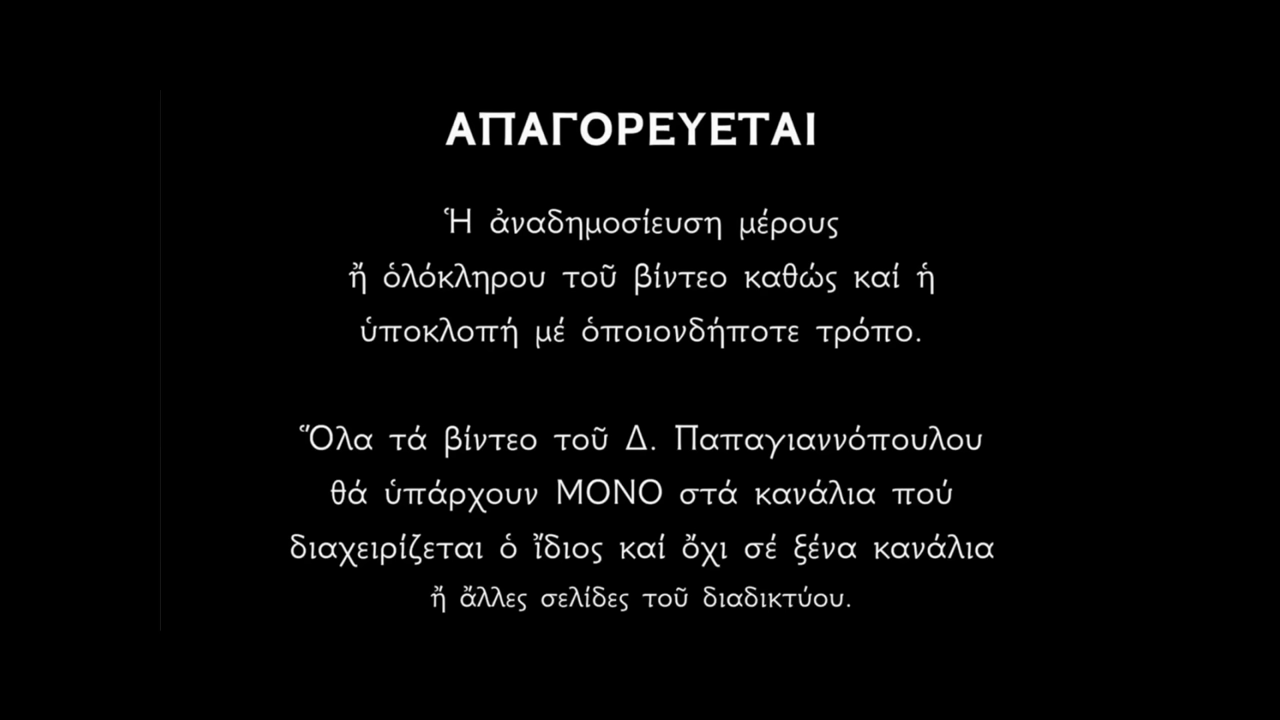 ΑΠΑΓΟΡΕΥΕΤΑΙ
Ἡ ἀναδημοσίευση μέρους
ἤ ὁλόκληρου τοῦ βίντεο καθώς καί ἡ
ὑποκλοπή μέ ὁποιονδήποτε τρόπο.
Ὅλα τά βίντεο τοῦ Δ. Παπαγιαννόπουλου
θά ὑπάρχουν ΜΟΝΟ στά κανάλια πού
διαχειρίζεται ὁ ἴδιος καί ὄχι σέ ξένα κανάλια
ἤ ἄλλες σελίδες τοῦ διαδικτύου.